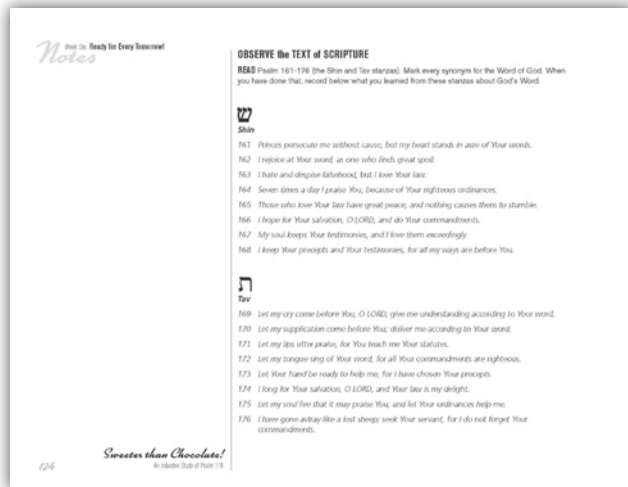 Week Six: Ready for Every Tomorrow!
Notes
OBSERVE the TEXT of SCRIPTURE
READ Psalm 161-176 (the Shin and Tav stanzas). Mark every synonym for the Word of God. When
you have done that, record below what you learned from these stanzas about God's Word.
שׁ
Shin
161 Princes persecute me without cause, but my heart stands in awe of Your words.
162 I rejoice at Your word, as one who finds great spoil.
163 I hate and despise falsehood, but I love Your law.
164 Seven times a day I praise You, because of Your righteous ordinances.
165 Those who love Your law have great peace, and nothing causes them to stumble.
166 I hope for Your salvation, O LORD, and do Your commandments.
167 My soul keeps Your testimonies, and I love them exceedingly.
168 I keep Your precepts and Your testimonies, for all my ways are before You.
ת
Tav
169 Let my cry come before You, O LORD; give me understanding according to Your word.
170 Let my supplication come before You; deliver me according to Your word.
171 Let my lips utter praise, for You teach me Your statutes.
172 Let my tongue sing of Your word, for all Your commandments are righteous.
173 Let Your hand be ready to help me, for I have chosen Your precepts.
174 I long for Your salvation, O LORD, and Your law is my delight.
175 Let my soul live that it may praise You, and let Your ordinances help me.
176 I have gone astray like a lost sheep; seek Your servant, for I do not forget Your
commandments.
Sweeter than Chocolate!
An Inductive Study of Psalm 119
124